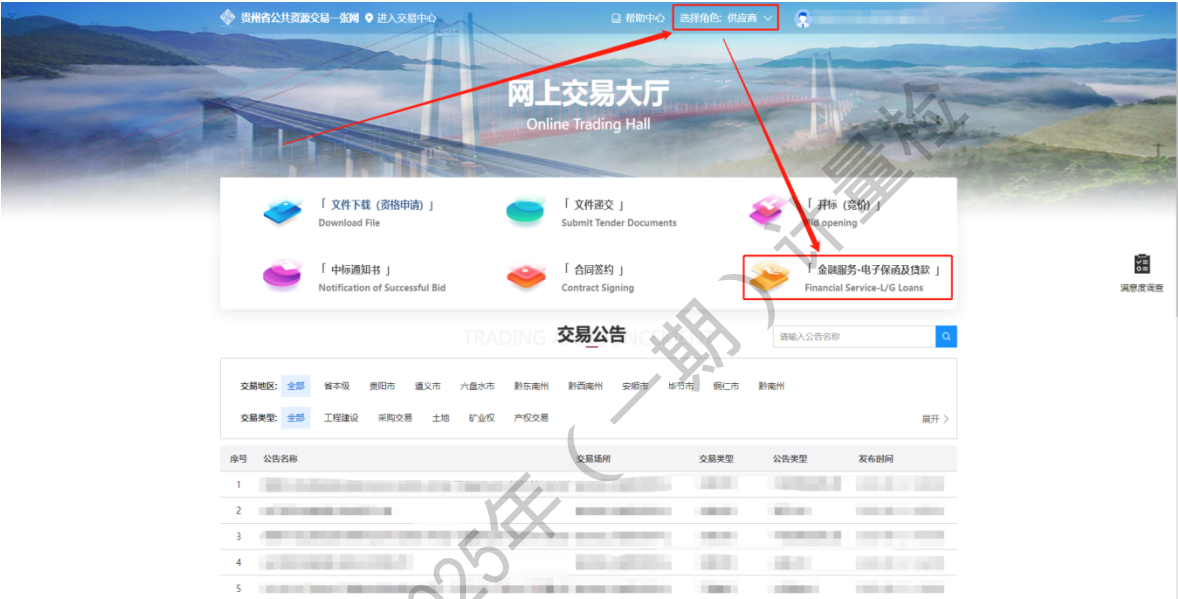 贵州省公共资源交易一张网 进入交易中心 帮助中心 选择角色: 供应商
网上交易大厅
Online Trading Hall
「 文件下载（资格申请）」 「 文件递交 」 「 开标（竞价）」
Download File Submit Tender Documents Bid opening
「 中标通知书 」 「 合同签约 」 「 金融服务-电子保函及贷款 」
Notification of Successful Bid Contract Signing Financial Service-L/G Loans
满意度调查
TRADING
交易公告
请输入公告名称
交易地区: 全部 省本级 贵阳市 遵义市 六盘水市 黔东南州 黔西南州 安顺市 毕节市 铜仁市 黔南州
交易类型: 全部 工程建设 采购交易 土地 矿业权 产权交易 展开 >
序号 公告名称 交易场所 交易类型 公告类型 发布时间
1
2
3
4
5
025年（一期）计量检